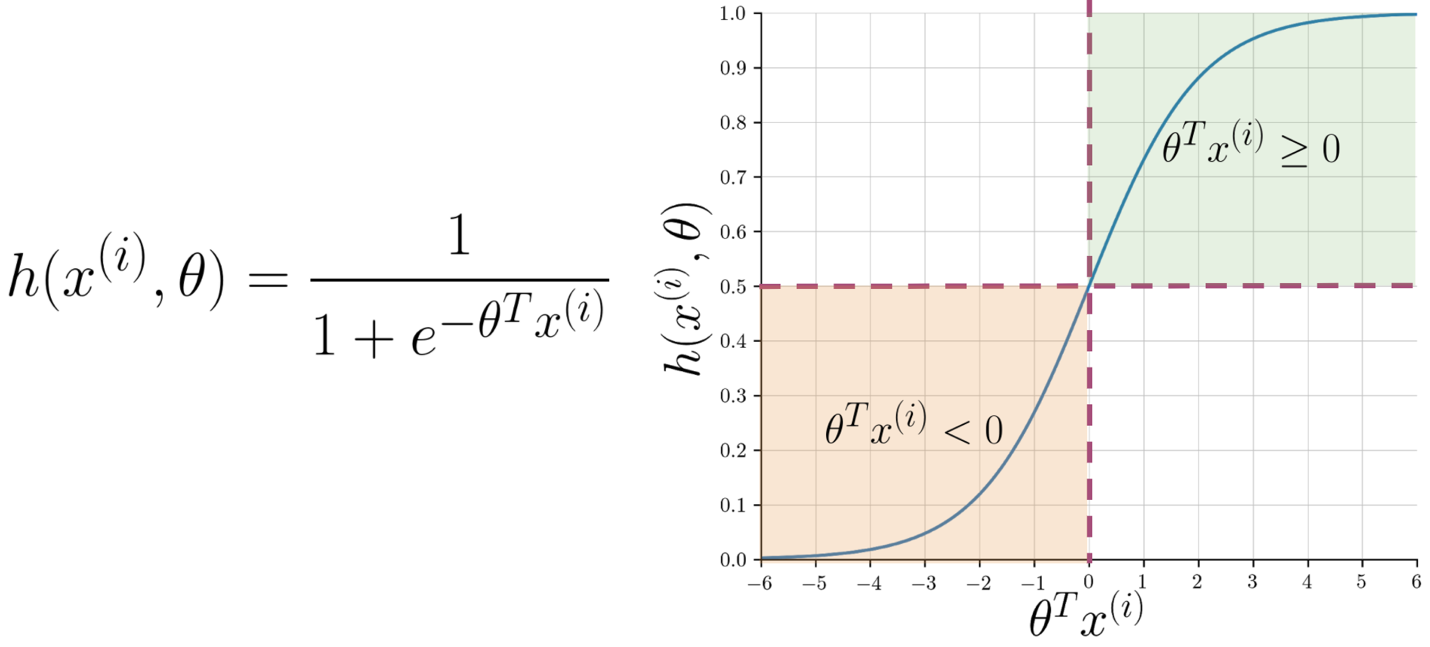 h(x^{(i)}, θ) = \frac{1}{1 + e^{-θ^T x^{(i)}}}
h(x^{(i)}, θ)
1.0
0.9
0.8
0.7
0.6
0.5
0.4
0.3
0.2
0.1
0.0
θ^T x^{(i)} ≥ 0
θ^T x^{(i)} < 0
−6 −5 −4 −3 −2 −1 0 1 2 3 4 5 6
θ^T x^{(i)}